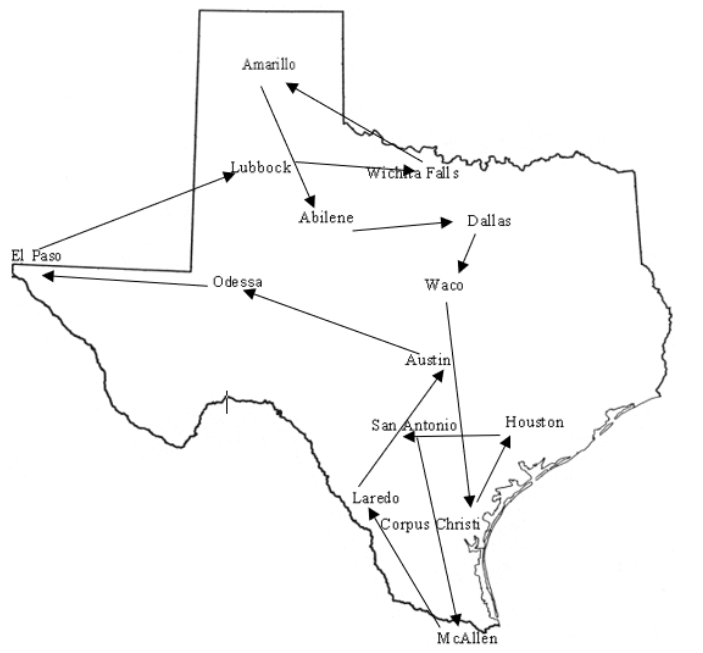 Amarillo
Lubbock
Wichita Falls
Abilene
Dallas
El Paso
Odessa
Waco
Austin
San Antonio
Houston
Laredo
Corpus Christi
McAllen